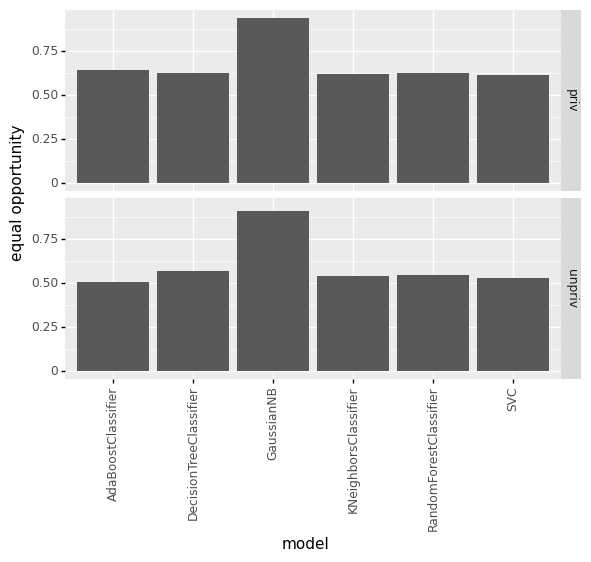 equal opportunity
0.75
0.50
0.25
0
priv
0.75
0.50
0.25
0
unpriv
AdaBoostClassifier
DecisionTreeClassifier
GaussianNB
KNeighborsClassifier
RandomForestClassifier
SVC
model